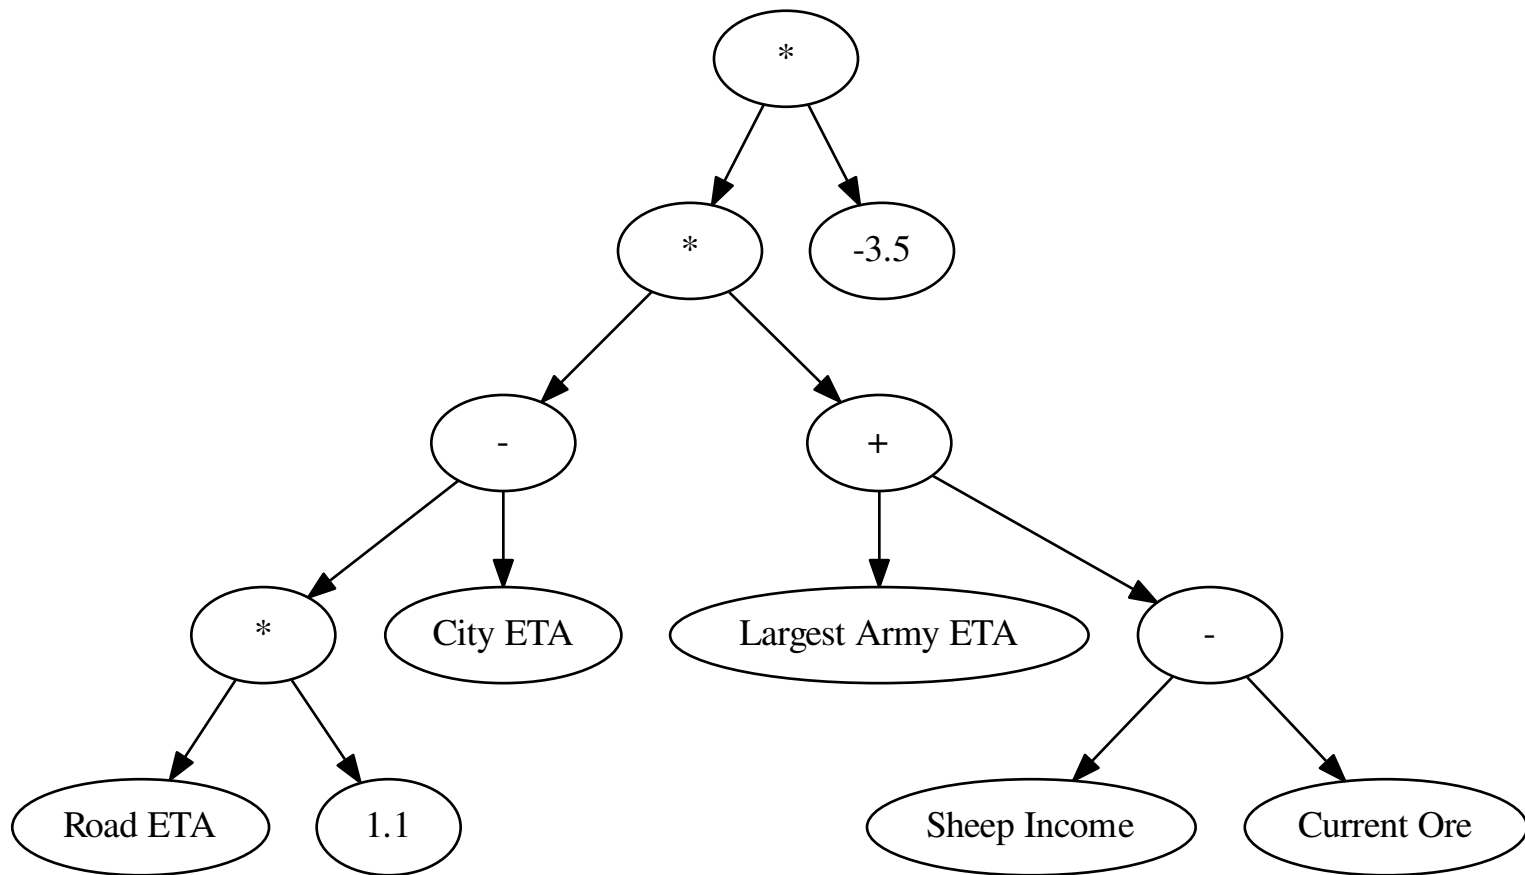 *
*
-3.5
-
+
*
City ETA
Largest Army ETA
-
Road ETA
1.1
Sheep Income
Current Ore